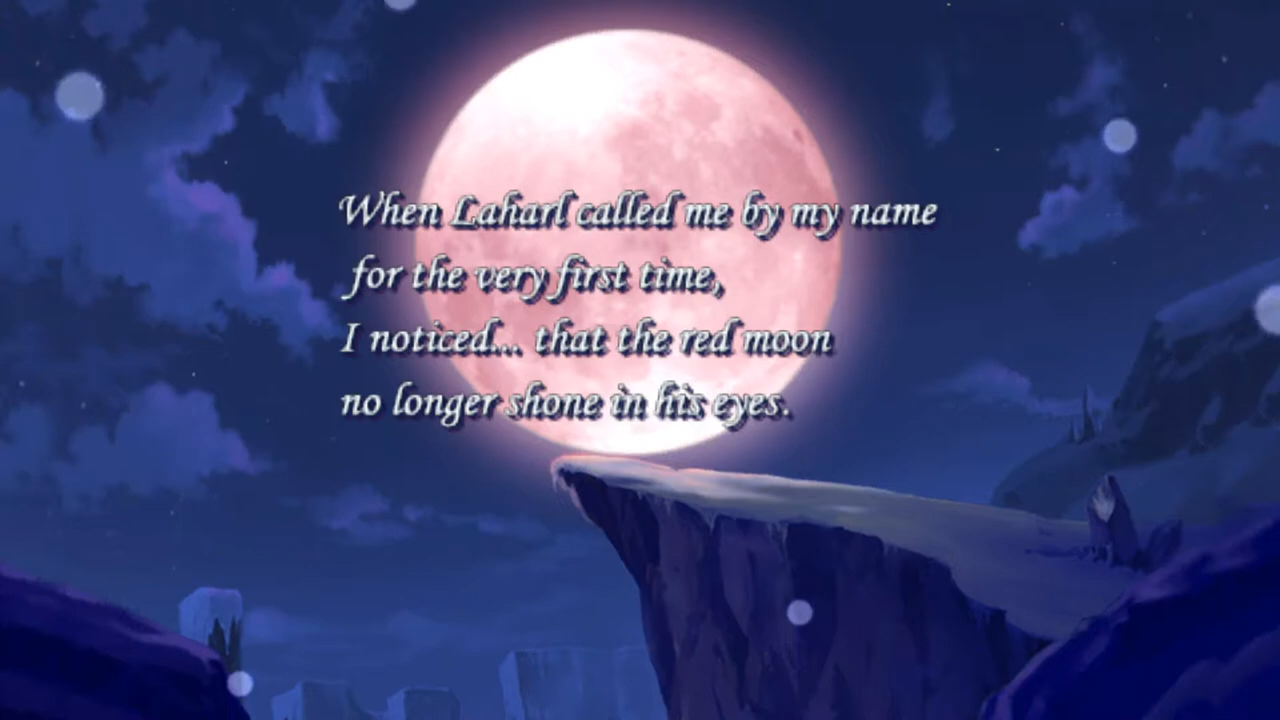 When Laharl called me by my name
for the very first time,
I noticed... that the red moon
no longer shone in his eyes.